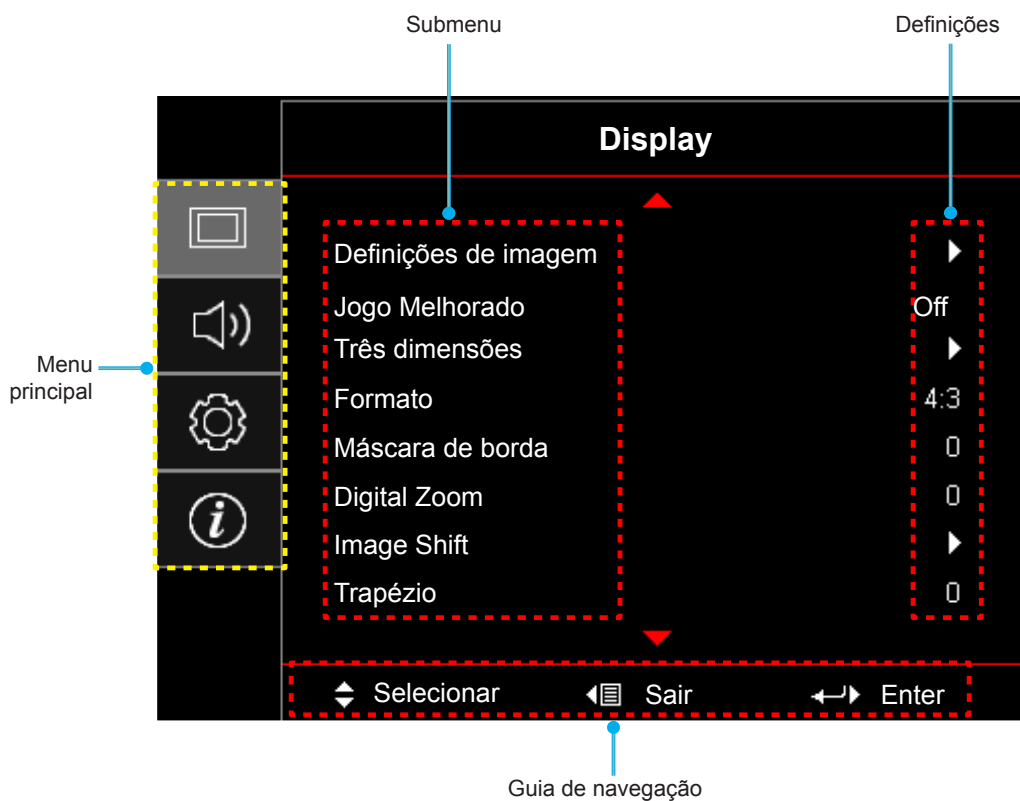 Submenu
Definições
Display
Definições de imagem
Jogo Melhorado Off
Três dimensões
Menu
principal
Formato 4:3
Máscara de borda 0
Digital Zoom 0
Image Shift
Trapézio 0
Selecionar Sair Enter
Guia de navegação